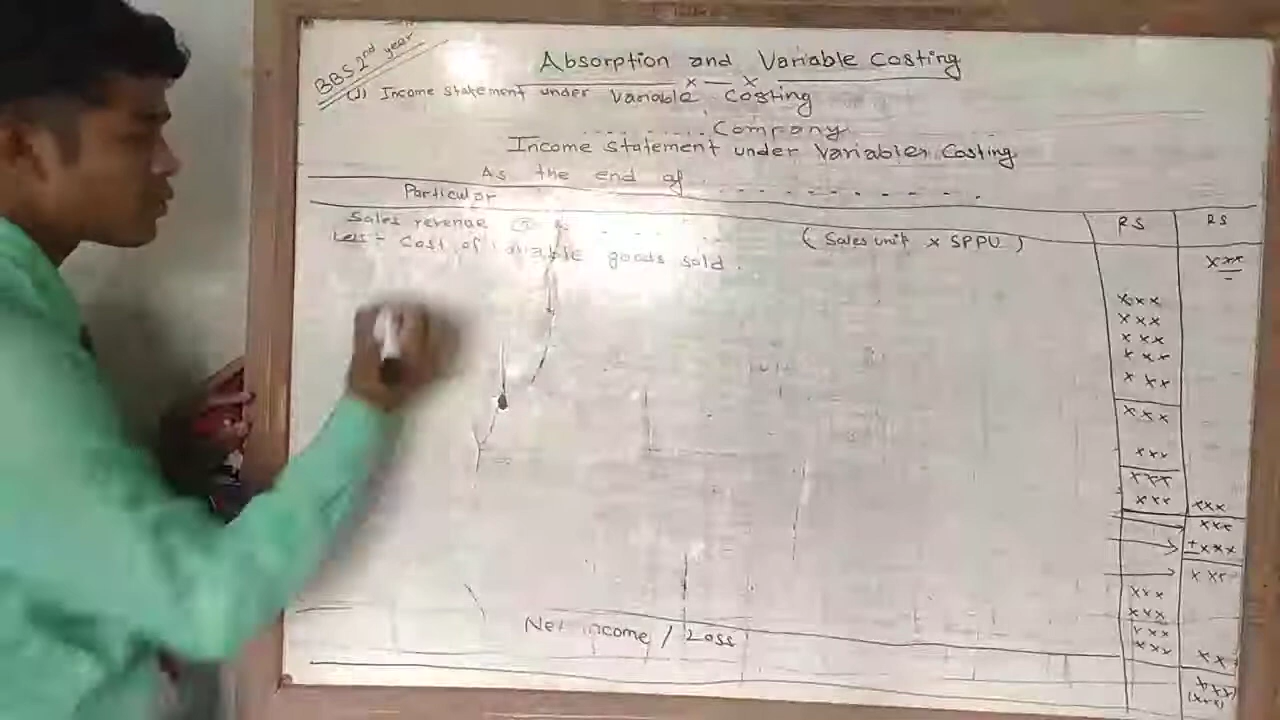 BBS 2nd year
Absorption and Variable Costing
x — x
(1) Income statement under Variable Costing
.......... Company
Income statement under Variables Costing
As the end of ..............
Particular RS RS
Sales revenue (Sales unit x SPPU) xxx
Less:- Cost of variable goods sold.
xxx
xxx
xxx
xxx
xxx
xxx
xxx
xxx
xxx xxx
xxx
+xxx
xxx
xxx
xxx
xxx
xxx xx
Net income / Loss xxx
(xxx)